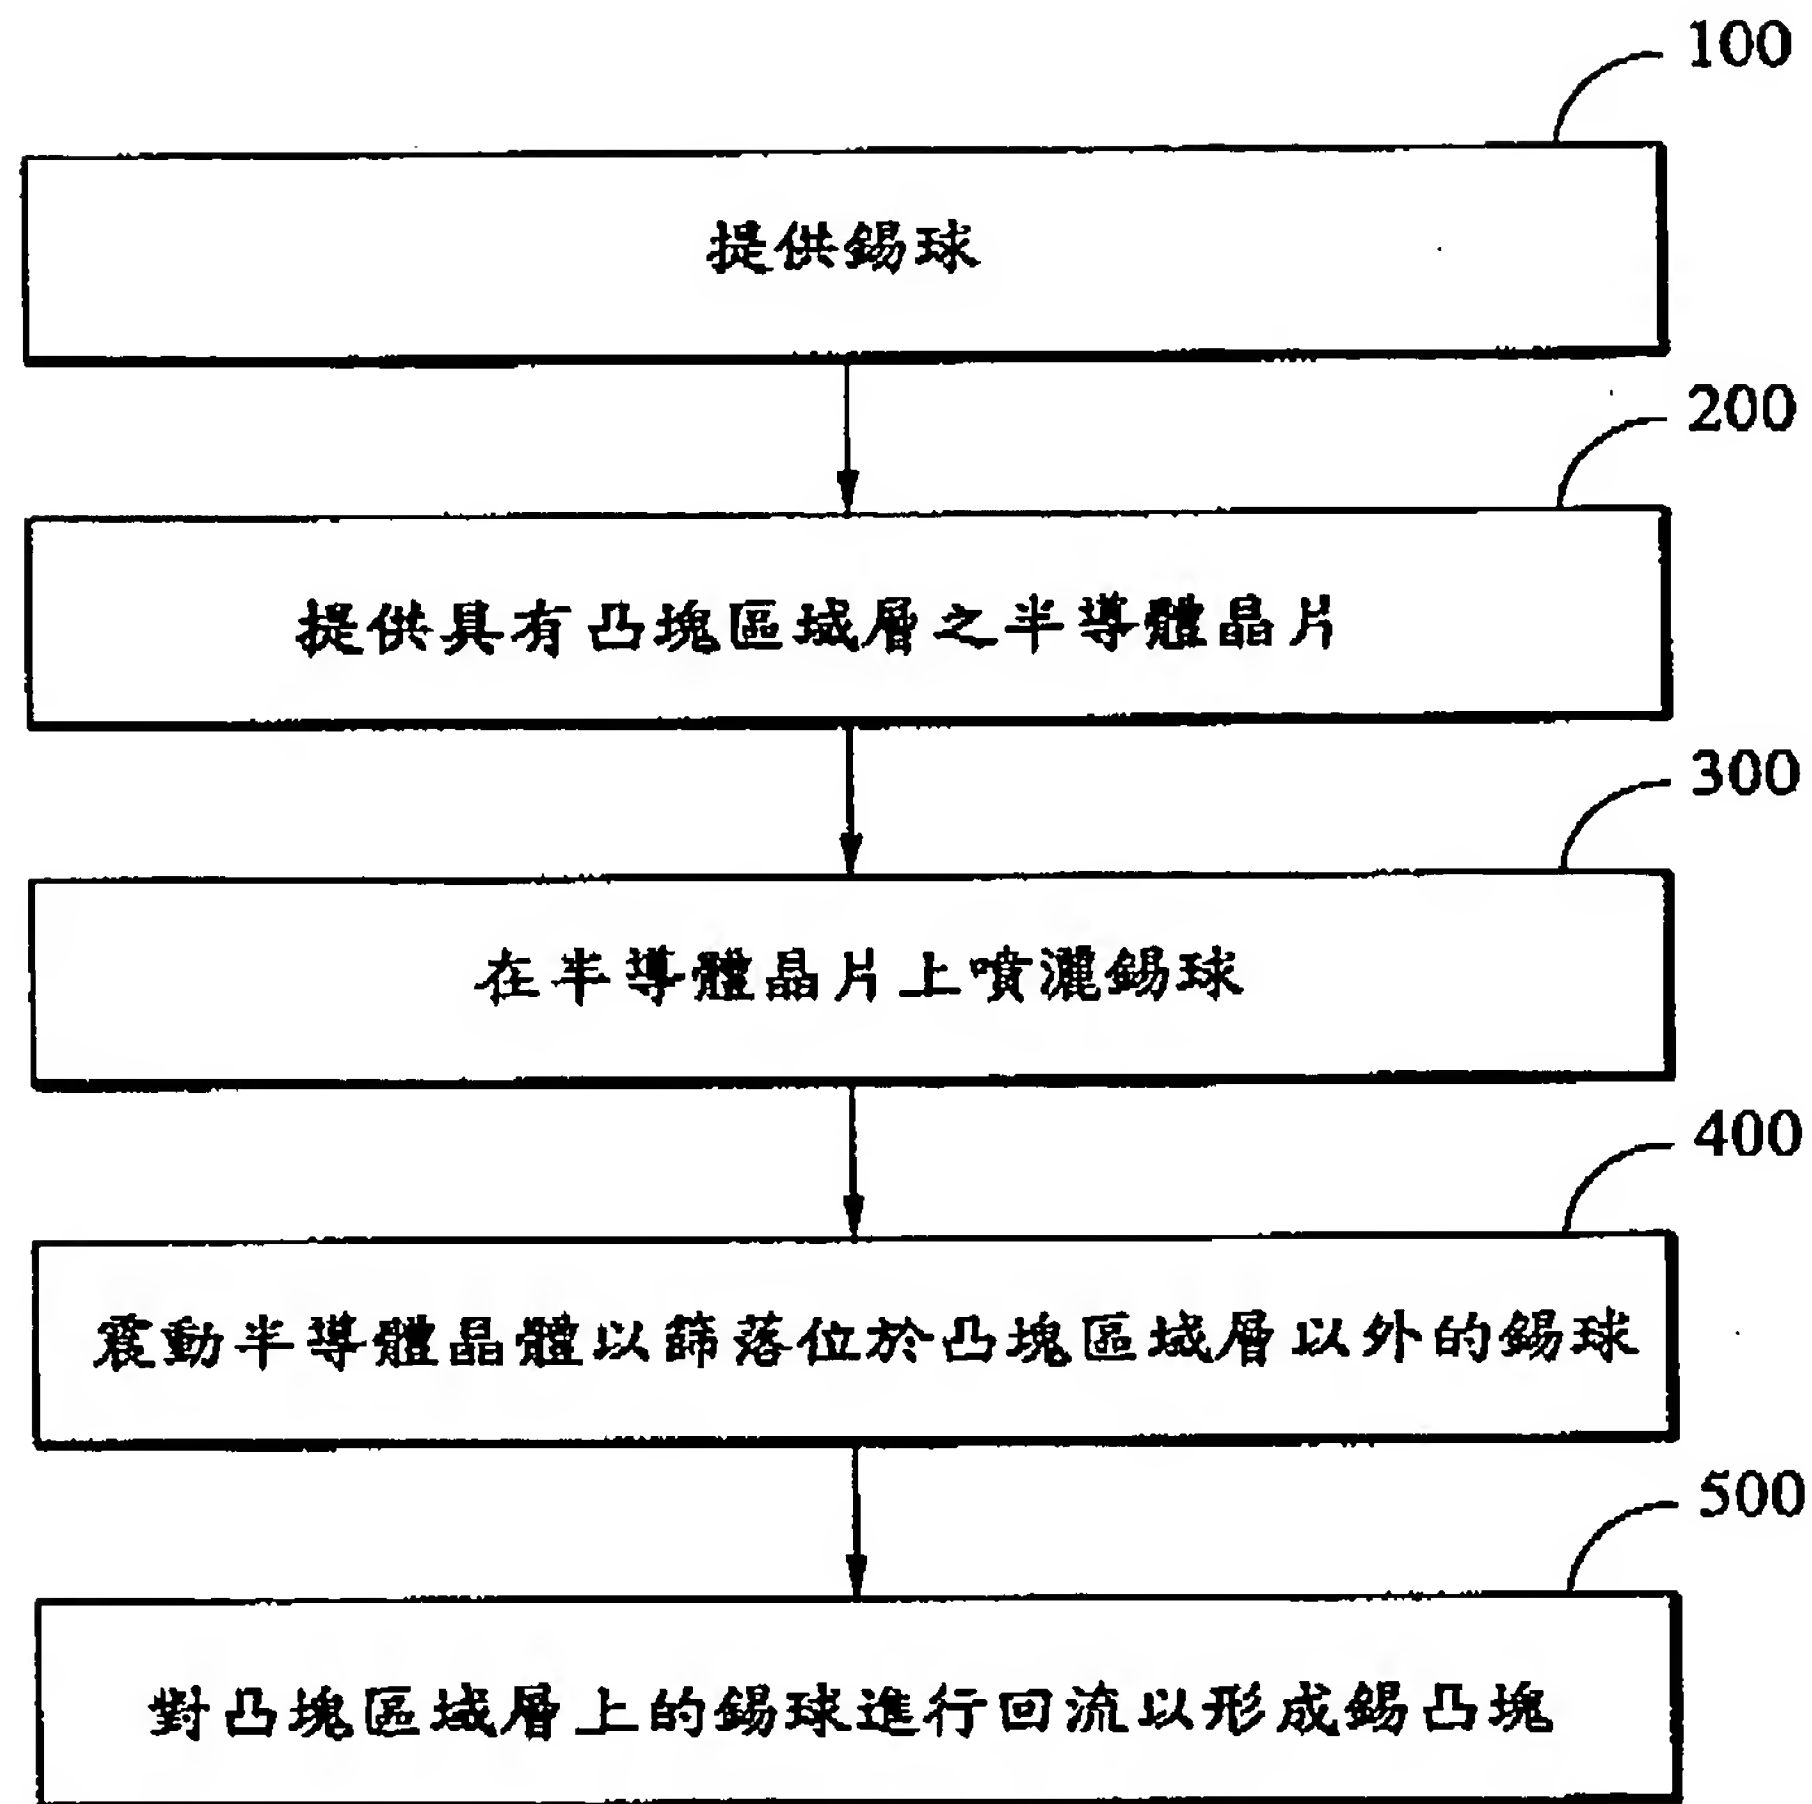 100
提供錫球
200
提供具有凸塊區域層之半導體晶片
300
在半導體晶片上噴灑錫球
400
震動半導體晶體以篩落位於凸塊區域層以外的錫球
500
對凸塊區域層上的錫球進行回流以形成錫凸塊